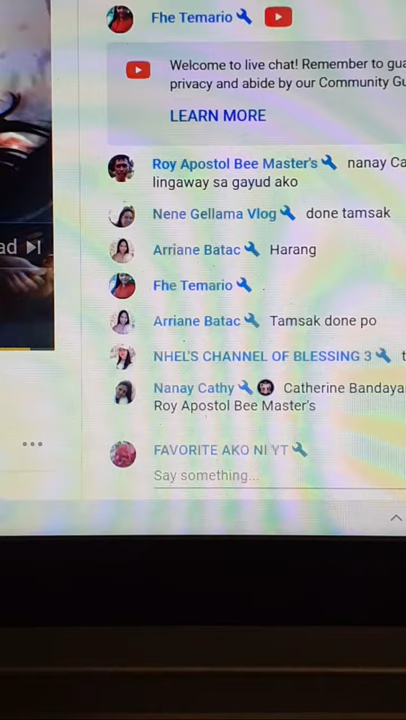 Fhe Temario
Welcome to live chat! Remember to gua
privacy and abide by our Community Gu
LEARN MORE
Roy Apostol Bee Master's nanay Ca
lingaway sa gayud ako
Nene Gellama Vlog done tamsak
ad
Arriane Batac Harang
Fhe Temario .
Arriane Batac Tamsak done po
NHEL'S CHANNEL OF BLESSING 3 t
Nanay Cathy Catherine Bandaya
Roy Apostol Bee Master's
FAVORITE AKO NI YT
Say something...